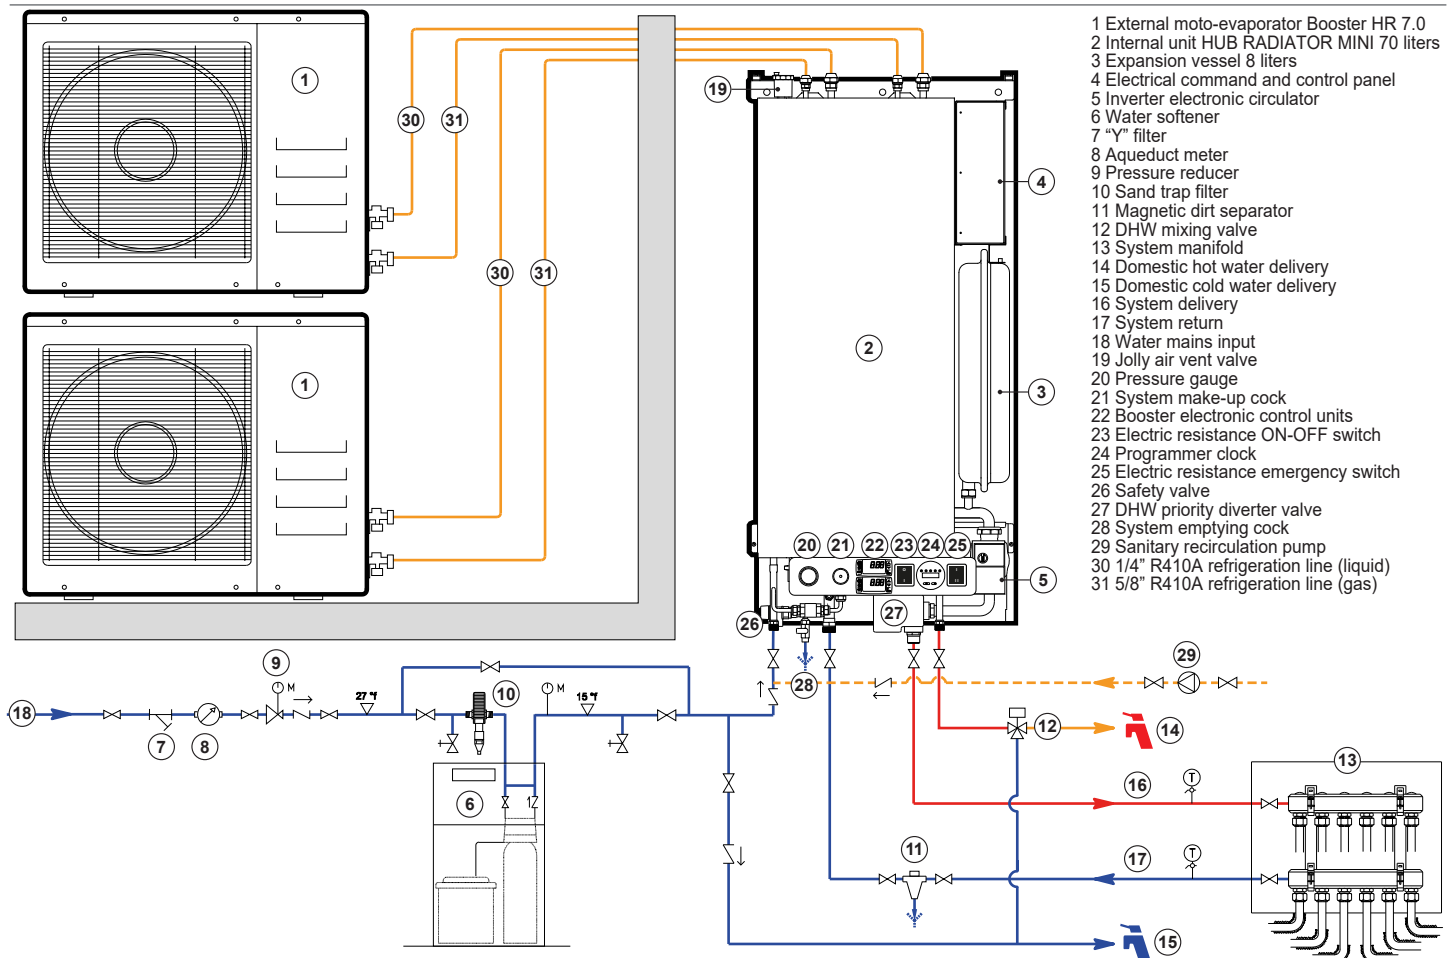 1 External moto-evaporator Booster HR 7.0
2 Internal unit HUB RADIATOR MINI 70 liters
3 Expansion vessel 8 liters
4 Electrical command and control panel
5 Inverter electronic circulator
6 Water softener
7 “Y” filter
8 Aqueduct meter
9 Pressure reducer
10 Sand trap filter
11 Magnetic dirt separator
12 DHW mixing valve
13 System manifold
14 Domestic hot water delivery
15 Domestic cold water delivery
16 System delivery
17 System return
18 Water mains input
19 Jolly air vent valve
20 Pressure gauge
21 System make-up cock
22 Booster electronic control units
23 Electric resistance ON-OFF switch
24 Programmer clock
25 Electric resistance emergency switch
26 Safety valve
27 DHW priority diverter valve
28 System emptying cock
29 Sanitary recirculation pump
30 1/4” R410A refrigeration line (liquid)
31 5/8” R410A refrigeration line (gas)
1
19
30 31
4
30 31
2
1
3
20 21 22 23 24 25
5
26
27
9
M
27 °f
10
M
15 °f
28
29
18
7
8
12
14
6
16
T
13
11
17
T
15